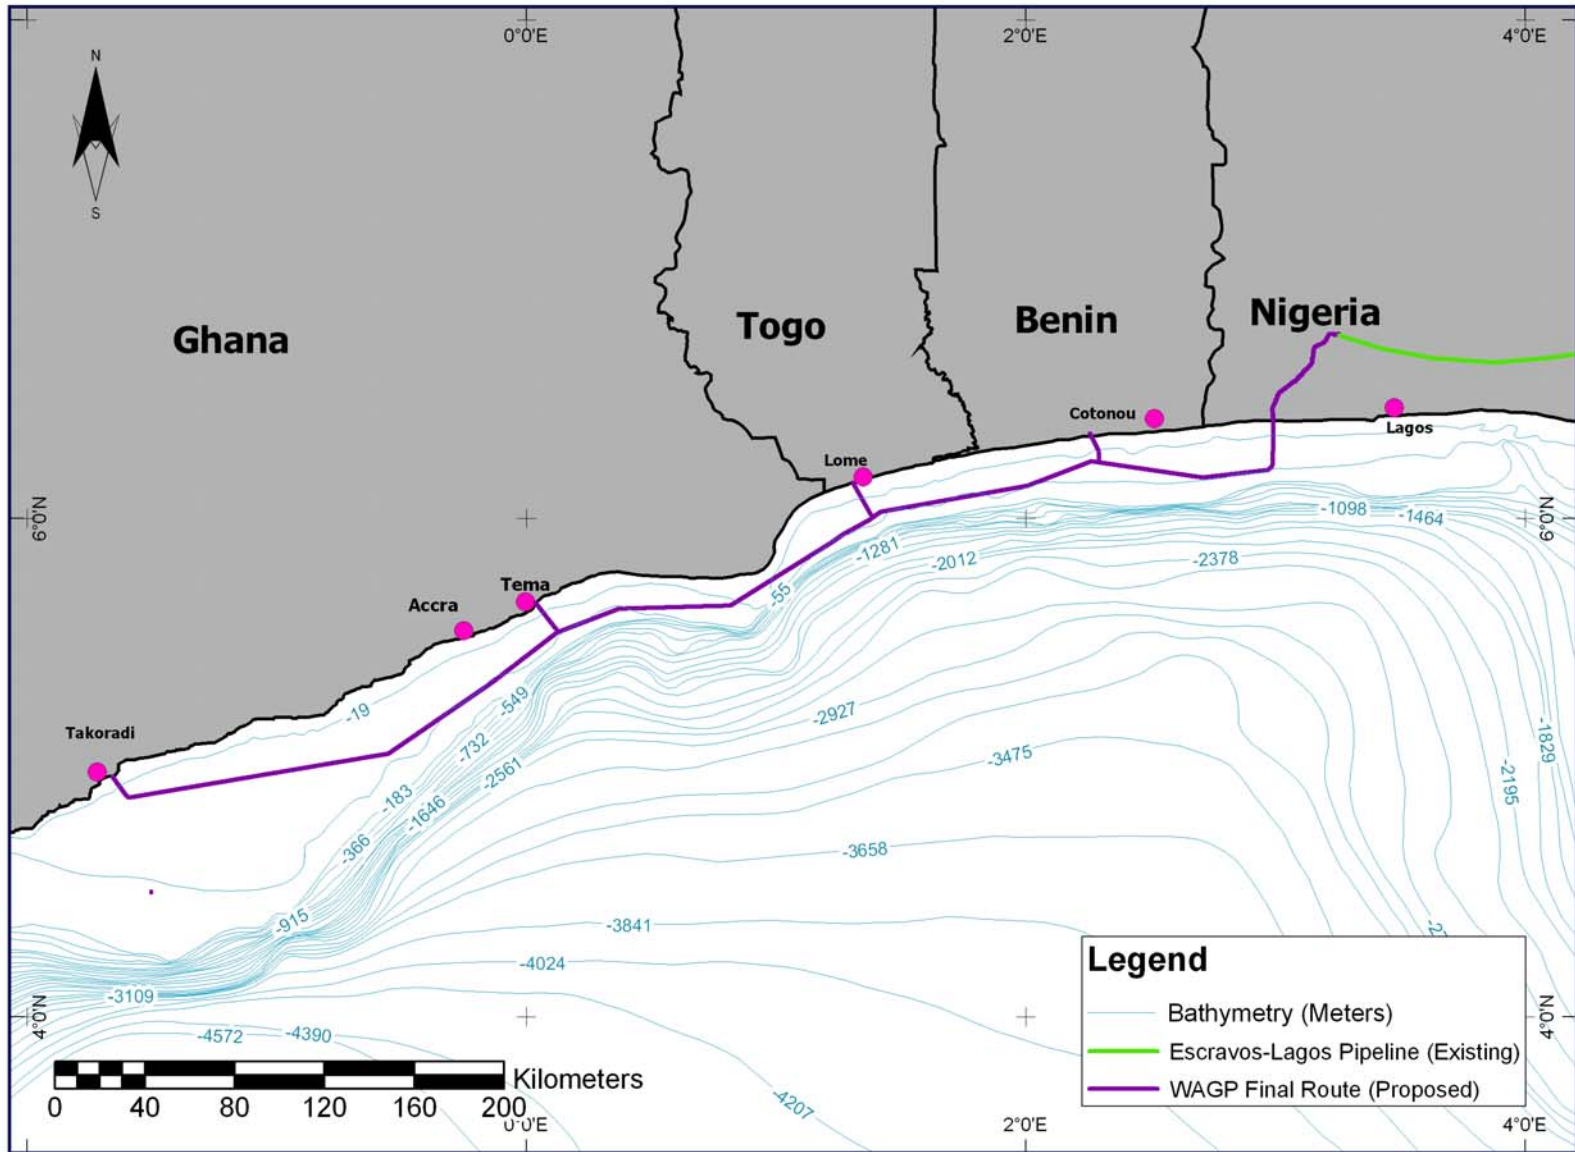 0°0'E
2°0'E
4°0'E
N
S
Ghana
Togo
Benin
Nigeria
Cotonou
Lagos
Lome
6°0'N
6°0'N
-1098
-1464
-1281
-2012
-2378
-55
Tema
Accra
-19
-549
-732
-2561
-183
-1646
-366
-915
Takoradi
-2927
-3475
-3658
-3841
-4024
-1829
-2195
-3109
-4572
-4390
-4207
4°0'N
4°0'N
Legend
Bathymetry (Meters)
Escravos-Lagos Pipeline (Existing)
WAGP Final Route (Proposed)
Kilometers
0 40 80 120 160 200
0°0'E
2°0'E
4°0'E